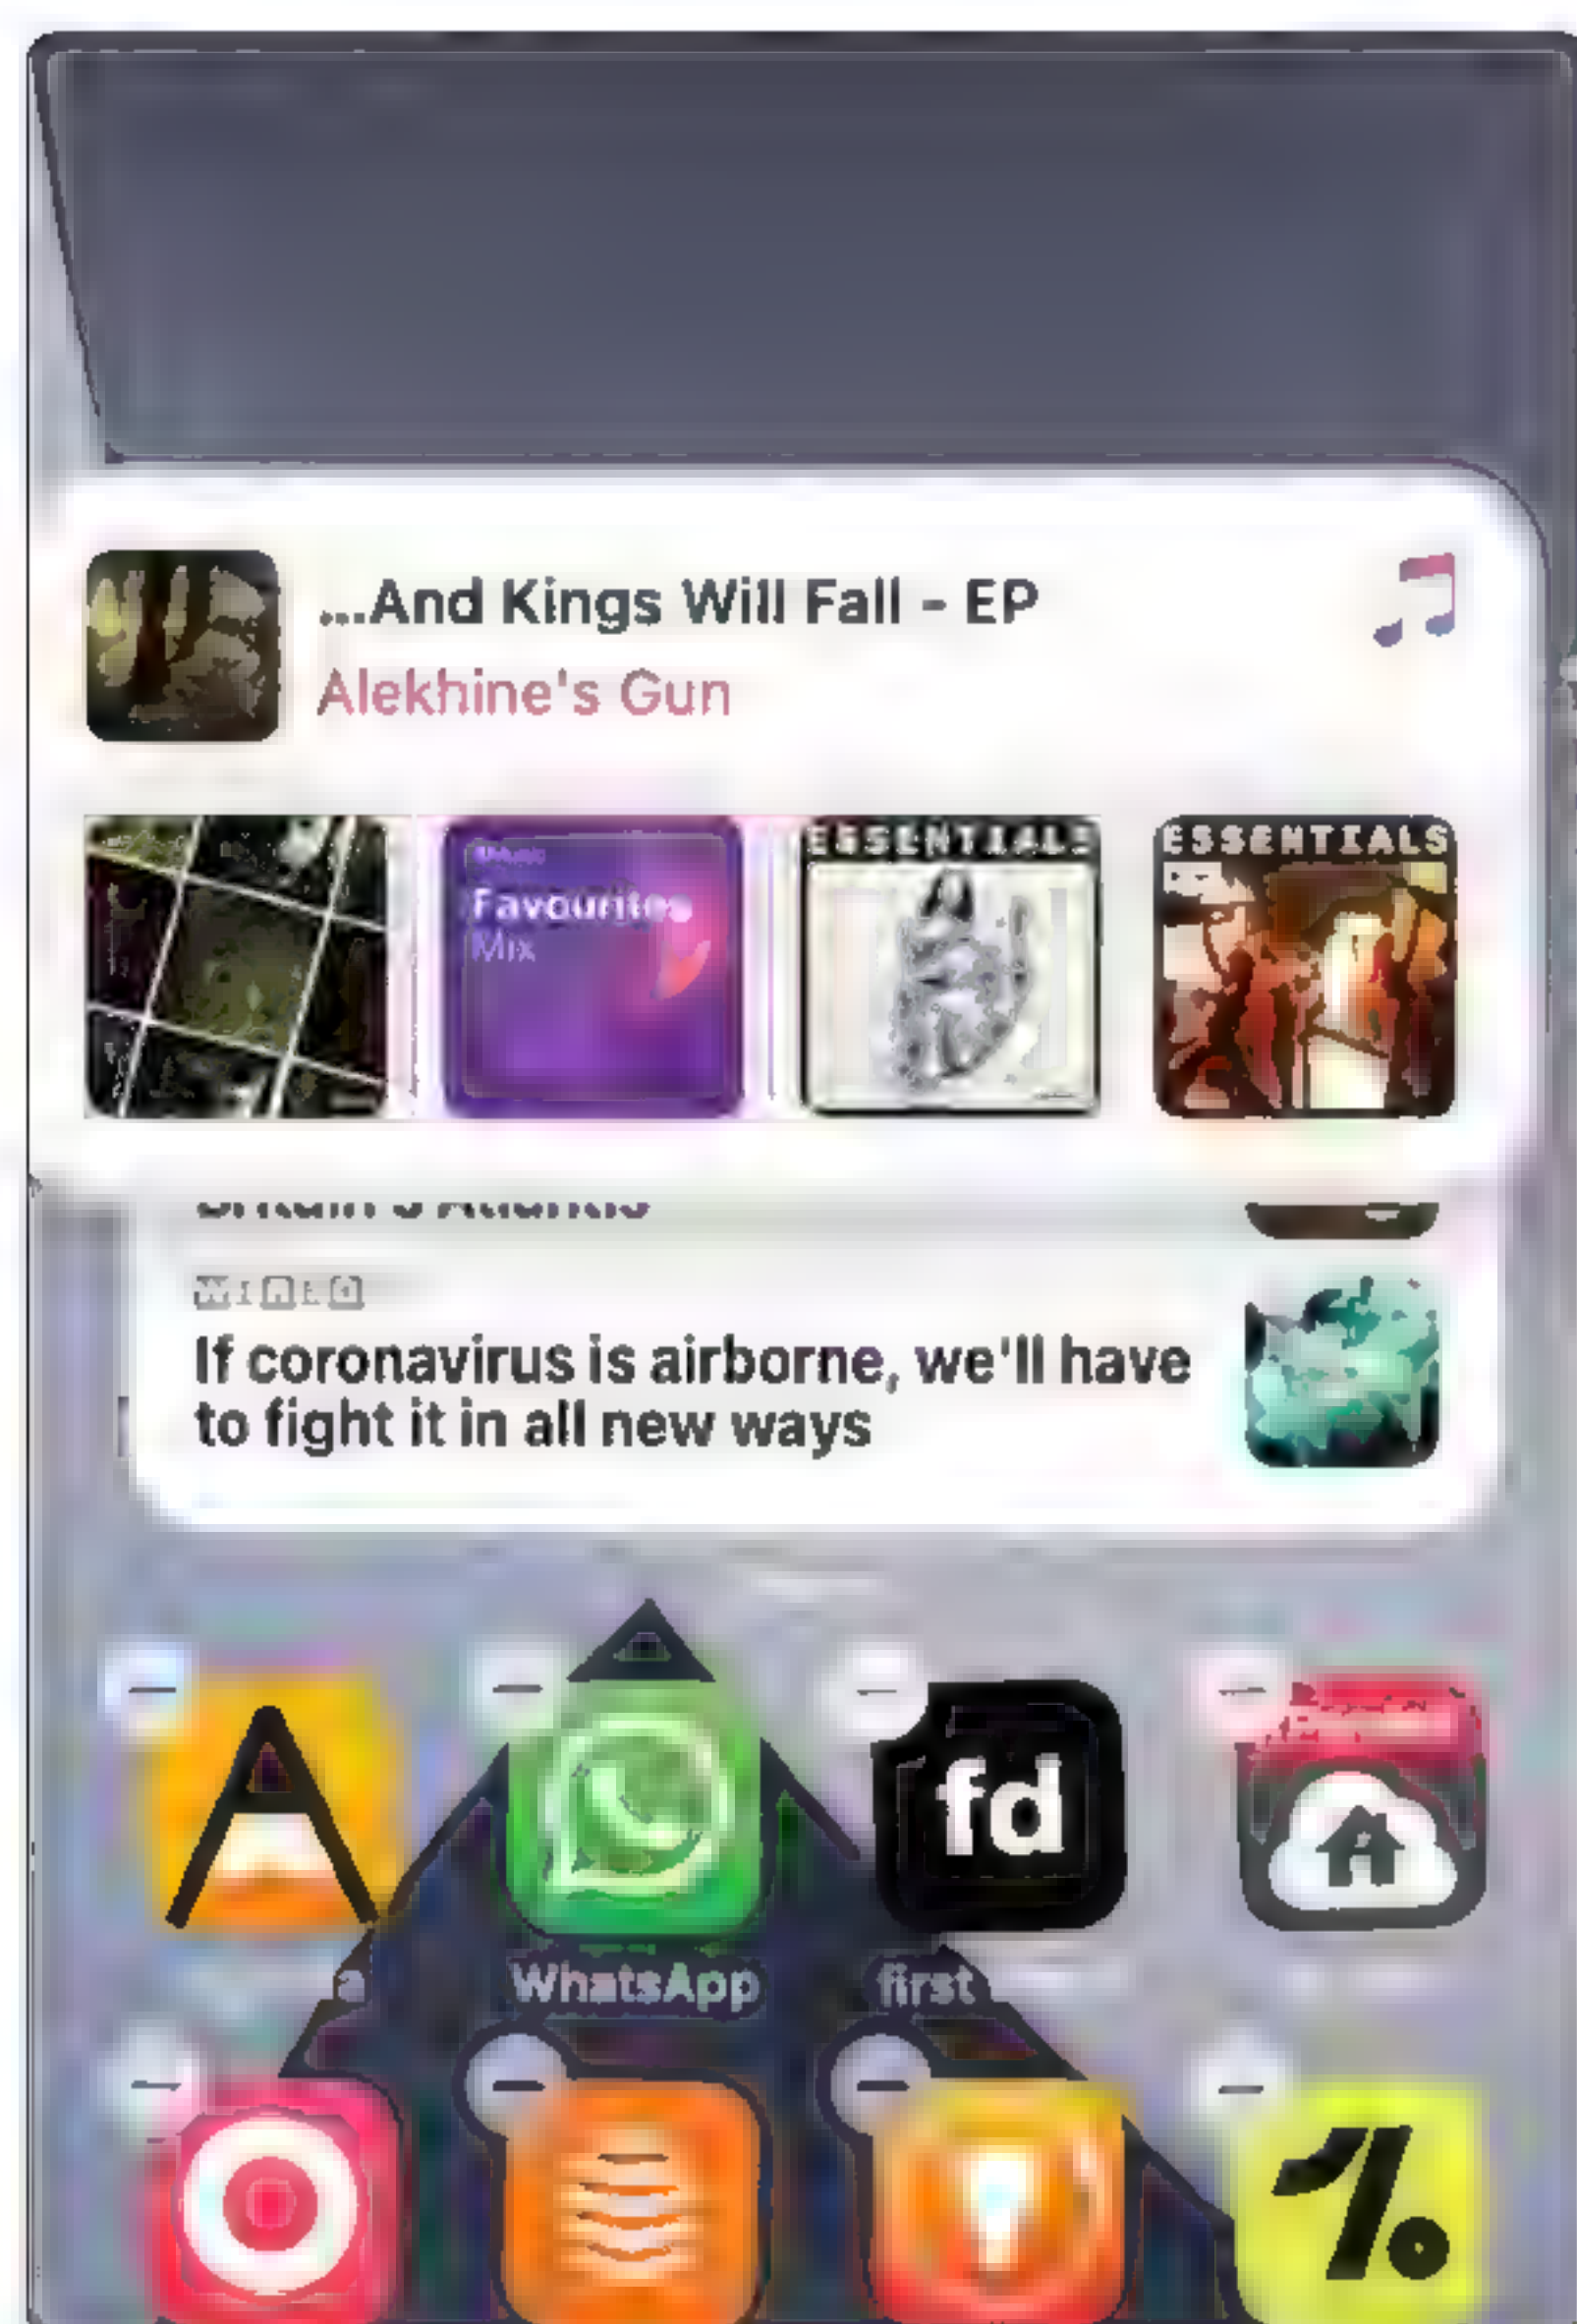 ...And Kings Will Fall - EP
Alekhine's Gun
Favourites
Mix
ESSENTIALS
ESSENTIALS
WIRED
If coronavirus is airborne, we'll have
to fight it in all new ways
fd
WhatsApp
first